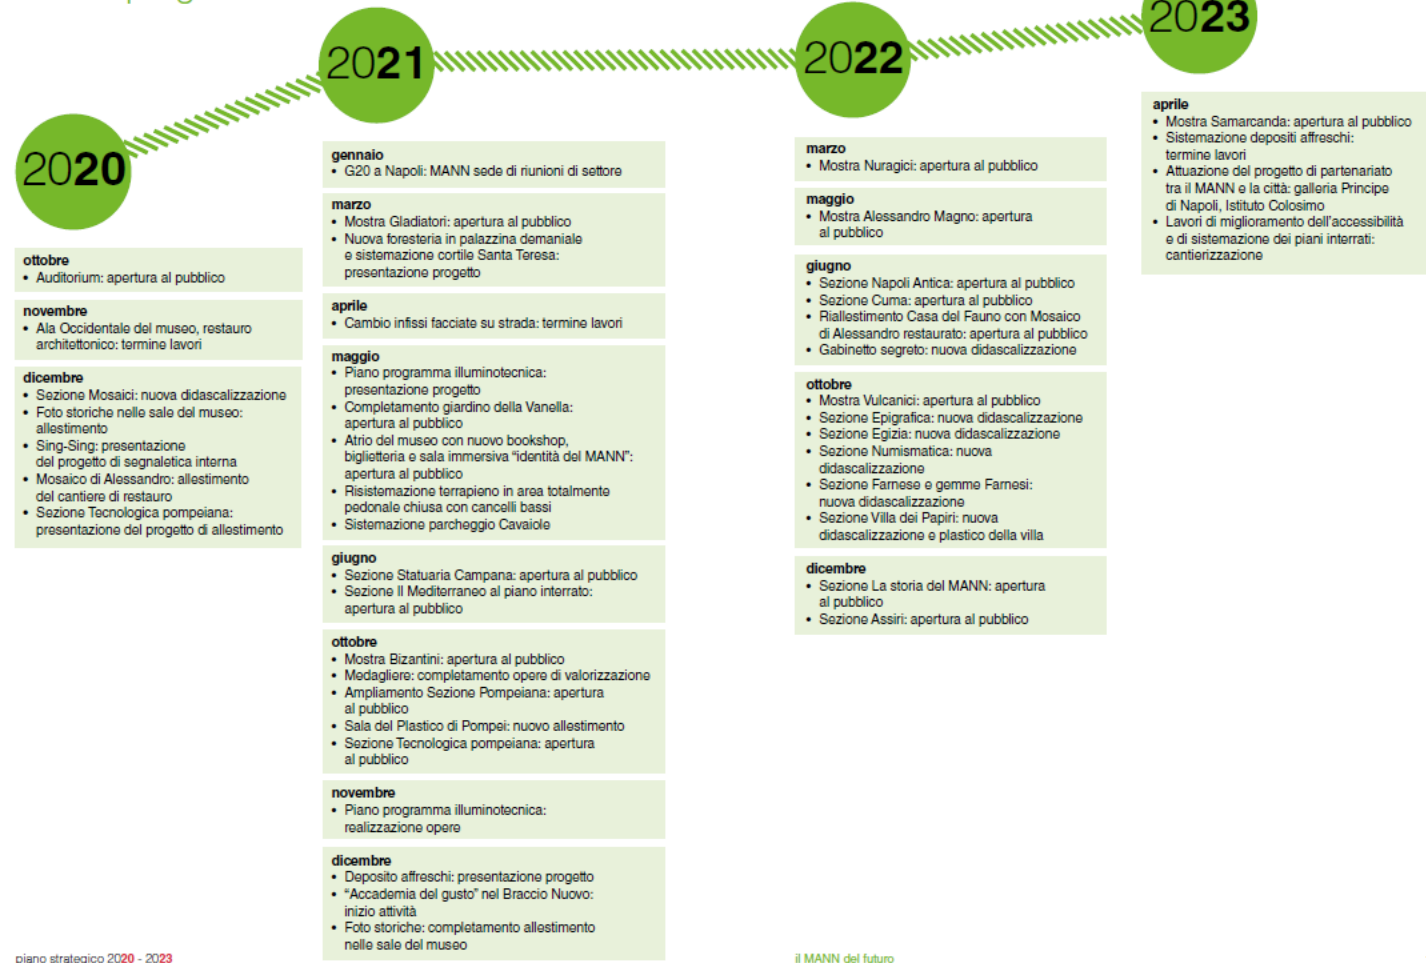 2020
ottobre
• Auditorium: apertura al pubblico
novembre
• Ala Occidentale del museo, restauro
architettonico: termine lavori
dicembre
• Sezione Mosaici: nuova didascalizzazione
• Foto storiche nelle sale del museo:
allestimento
• Sing-Sing: presentazione
del progetto di segnaletica interna
• Mosaico di Alessandro: allestimento
del cantiere di restauro
• Sezione Tecnologica pompeiana:
presentazione del progetto di allestimento
2021
gennaio
• G20 a Napoli: MANN sede di riunioni di settore
marzo
• Mostra Gladiatori: apertura al pubblico
• Nuova foresteria in palazzina demaniale
e sistemazione cortile Santa Teresa:
presentazione progetto
aprile
• Cambio infissi facciate su strada: termine lavori
maggio
• Piano programma illuminotecnica:
presentazione progetto
• Completamento giardino della Vanella:
apertura al pubblico
• Atrio del museo con nuovo bookshop,
biglietteria e sala immersiva “identità del MANN”:
apertura al pubblico
• Risistemazione terrapieno in area totalmente
pedonale chiusa con cancelli bassi
• Sistemazione parcheggio Cavaiole
giugno
• Sezione Statuaria Campana: apertura al pubblico
• Sezione Il Mediterraneo al piano interrato:
apertura al pubblico
ottobre
• Mostra Bizantini: apertura al pubblico
• Medagliere: completamento opere di valorizzazione
• Ampliamento Sezione Pompeiana: apertura
al pubblico
• Sala del Plastico di Pompei: nuovo allestimento
• Sezione Tecnologica pompeiana: apertura
al pubblico
novembre
• Piano programma illuminotecnica:
realizzazione opere
dicembre
• Deposito affreschi: presentazione progetto
• “Accademia del gusto” nel Braccio Nuovo:
inizio attività
• Foto storiche: completamento allestimento
nelle sale del museo
2022
marzo
• Mostra Nuragici: apertura al pubblico
maggio
• Mostra Alessandro Magno: apertura
al pubblico
giugno
• Sezione Napoli Antica: apertura al pubblico
• Sezione Cuma: apertura al pubblico
• Riallestimento Casa del Fauno con Mosaico
di Alessandro restaurato: apertura al pubblico
• Gabinetto segreto: nuova didascalizzazione
ottobre
• Mostra Vulcanici: apertura al pubblico
• Sezione Epigrafica: nuova didascalizzazione
• Sezione Egizia: nuova didascalizzazione
• Sezione Numismatica: nuova
didascalizzazione
• Sezione Farnese e gemme Farnesi:
nuova didascalizzazione
• Sezione Villa dei Papiri: nuova
didascalizzazione e plastico della villa
dicembre
• Sezione La storia del MANN: apertura
al pubblico
• Sezione Assiri: apertura al pubblico
2023
aprile
• Mostra Samarcanda: apertura al pubblico
• Sistemazione depositi affreschi:
termine lavori
• Attuazione del progetto di partenariato
tra il MANN e la città: galleria Principe
di Napoli, Istituto Colosimo
• Lavori di miglioramento dell’accessibilità
e di sistemazione dei piani interrati:
cantierizzazione
piano strategico 2020 - 2023
il MANN del futuro